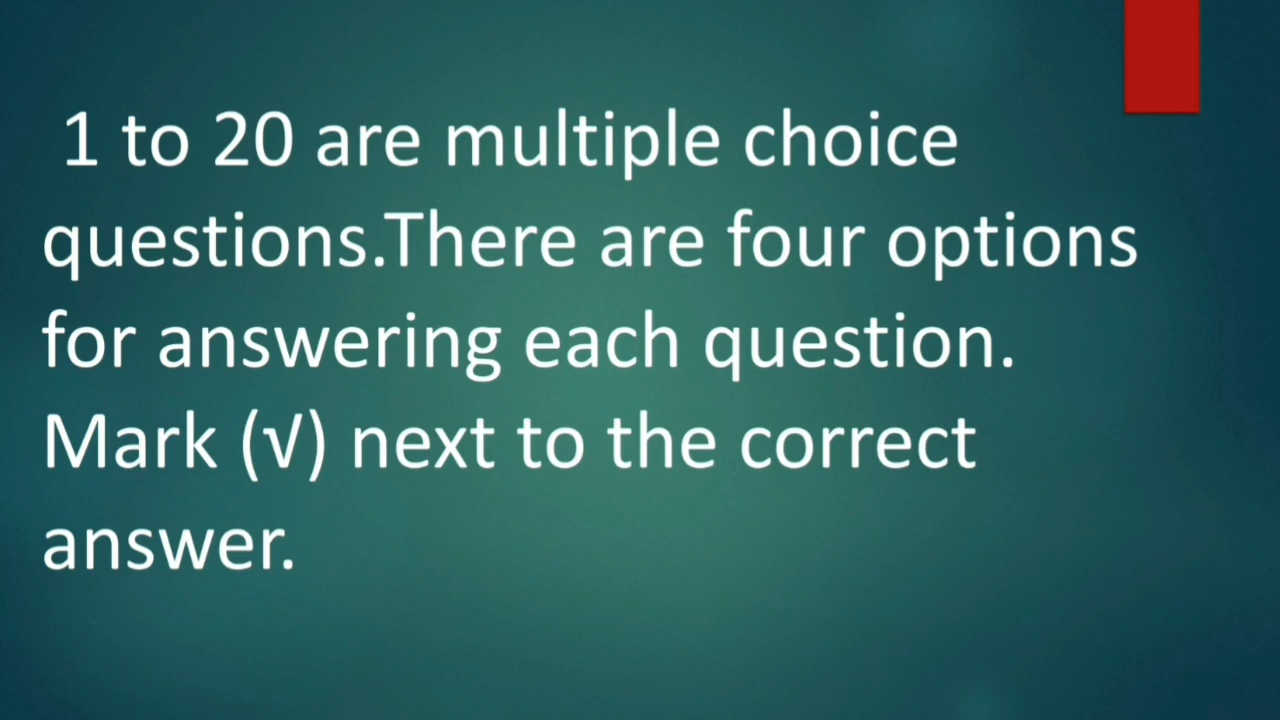 1 to 20 are multiple choice
questions.There are four options
for answering each question.
Mark (√) next to the correct
answer.